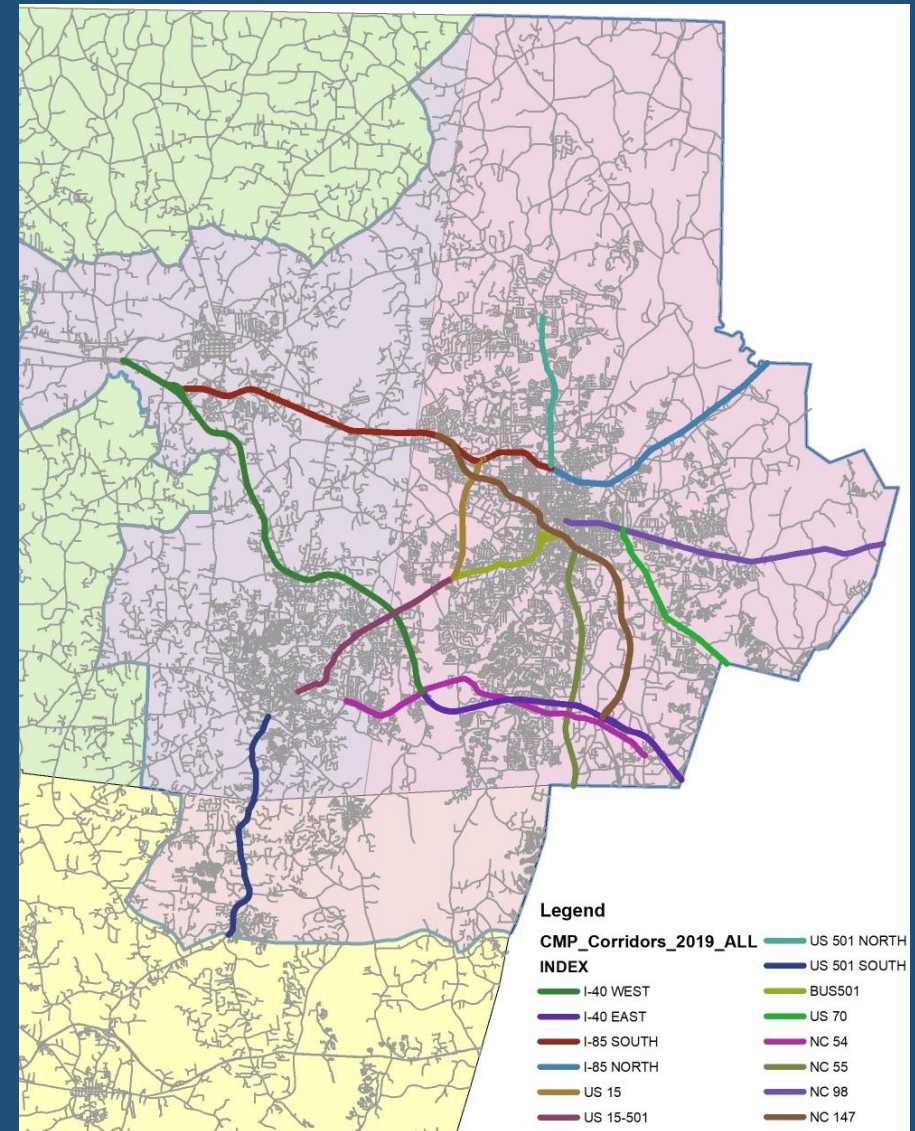 Legend
CMP_Corridors_2019_ALL
INDEX
I-40 WEST
I-40 EAST
I-85 SOUTH
I-85 NORTH
US 15
US 15-501
US 501 NORTH
US 501 SOUTH
BUS501
US 70
NC 54
NC 55
NC 98
NC 147